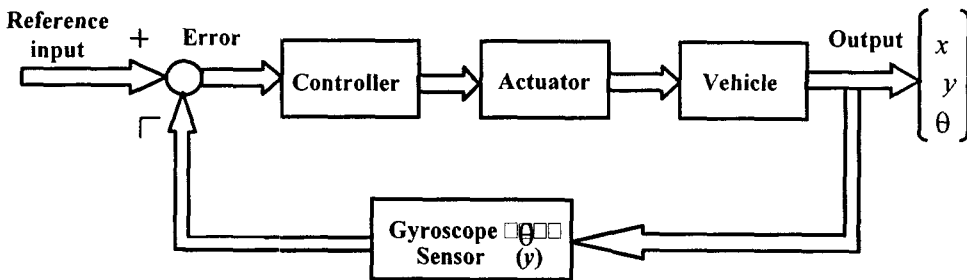 Reference
input
+
Error
Controller
Actuator
Vehicle
Output
x
y
θ
Gyroscope θ
Sensor (y)